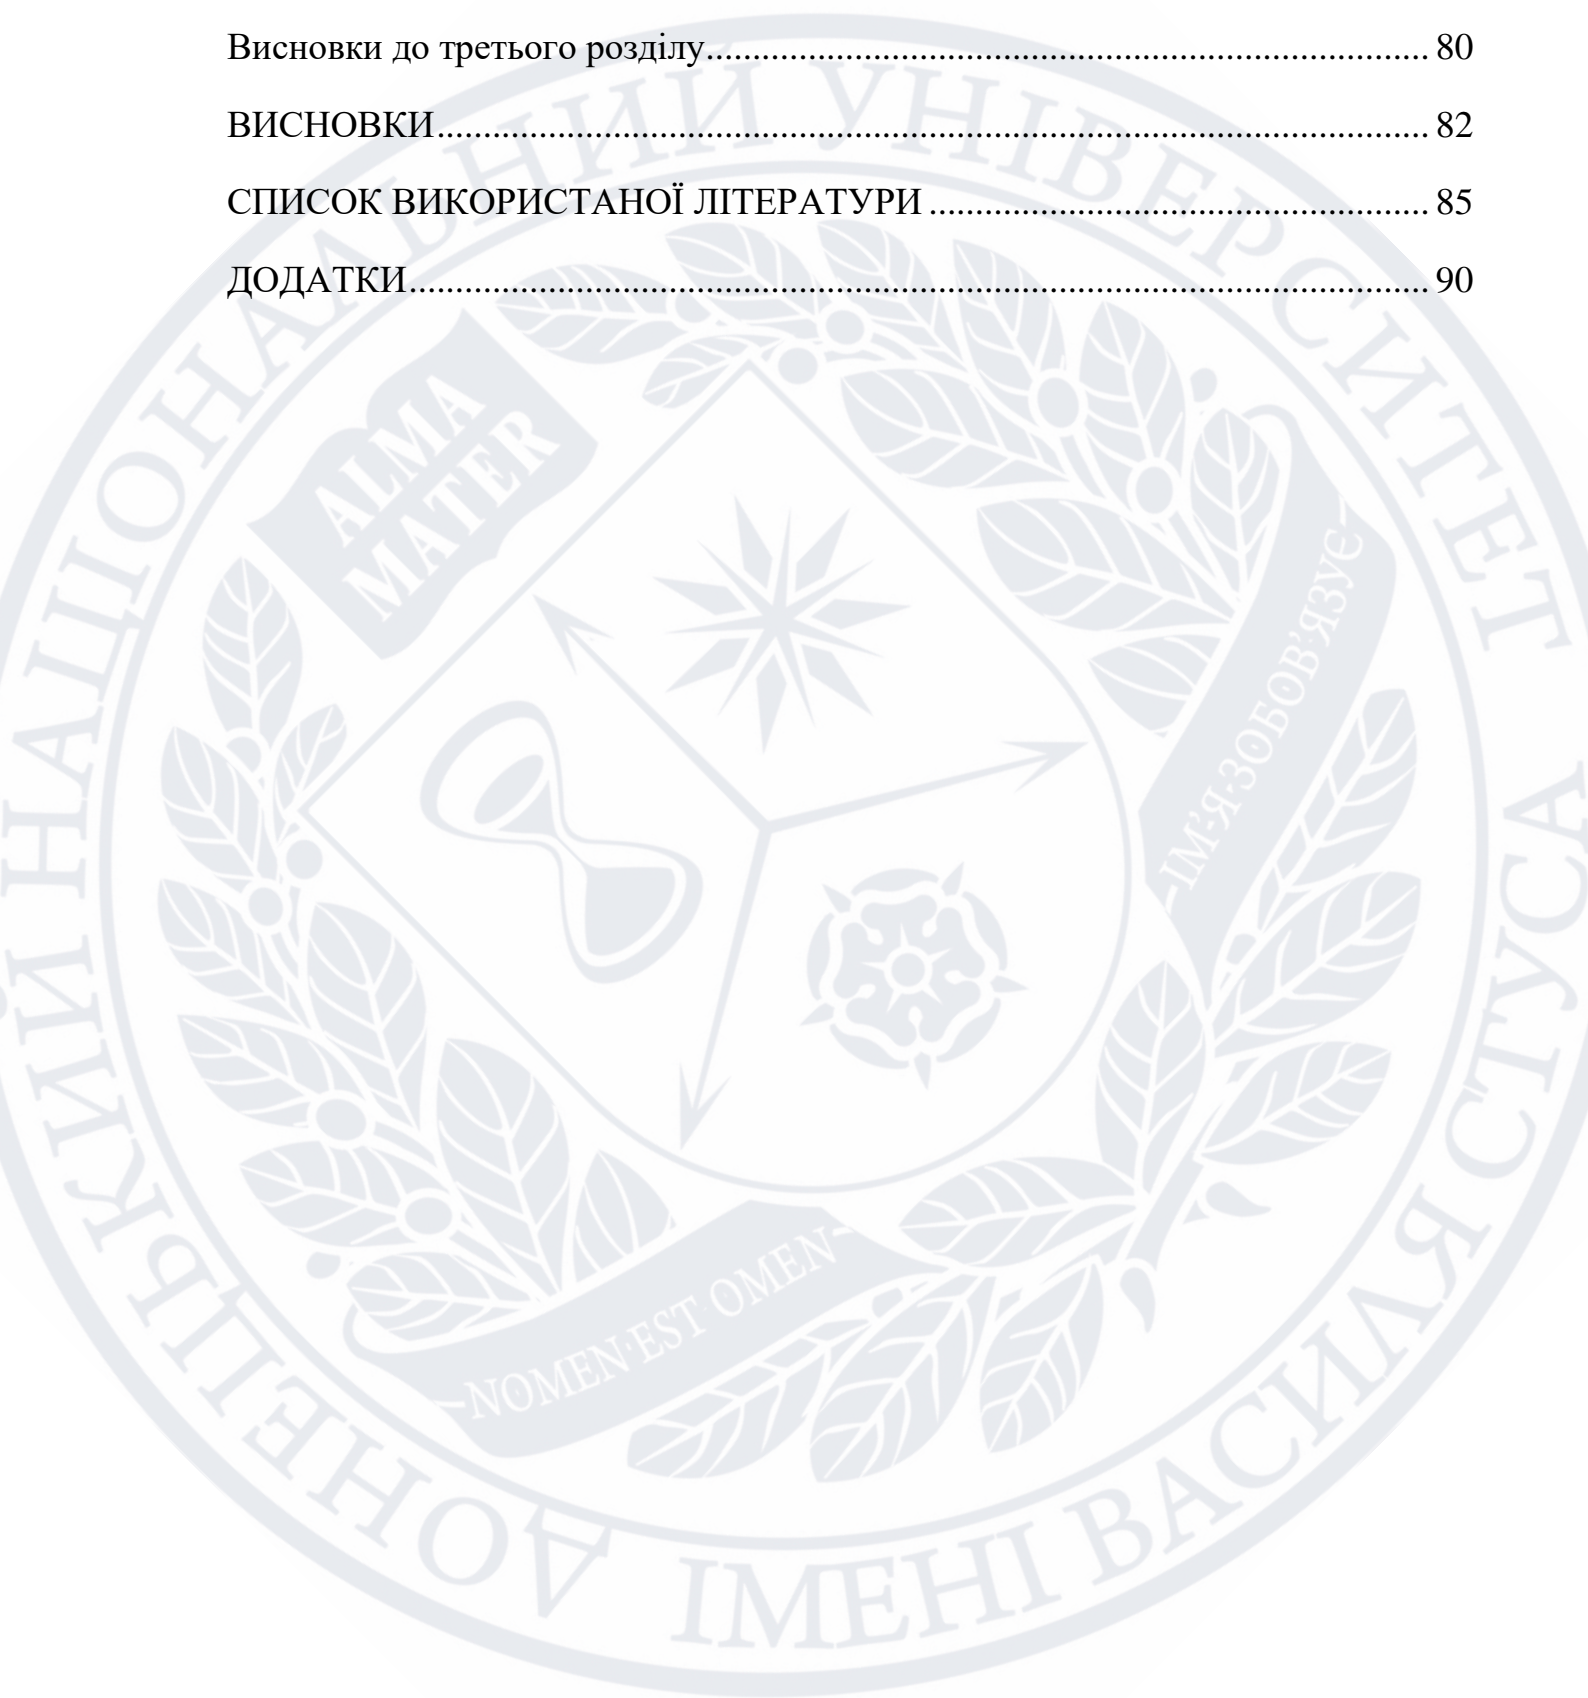 Висновки до третього розділу.............................................................................. 80
ВИСНОВКИ........................................................................................................... 82
СПИСОК ВИКОРИСТАНОЇ ЛІТЕРАТУРИ ...................................................... 85
ДОДАТКИ.............................................................................................................. 90
ДОНЕЦЬКИЙ НАЦІОНАЛЬНИЙ УНІВЕРСИТЕТ
ІМЕНІ ВАСИЛЯ СТУСА
ALMA
MATER
ІМ'Я·ЗОБОВ'ЯЗУЄ
NOMEN·EST·OMEN